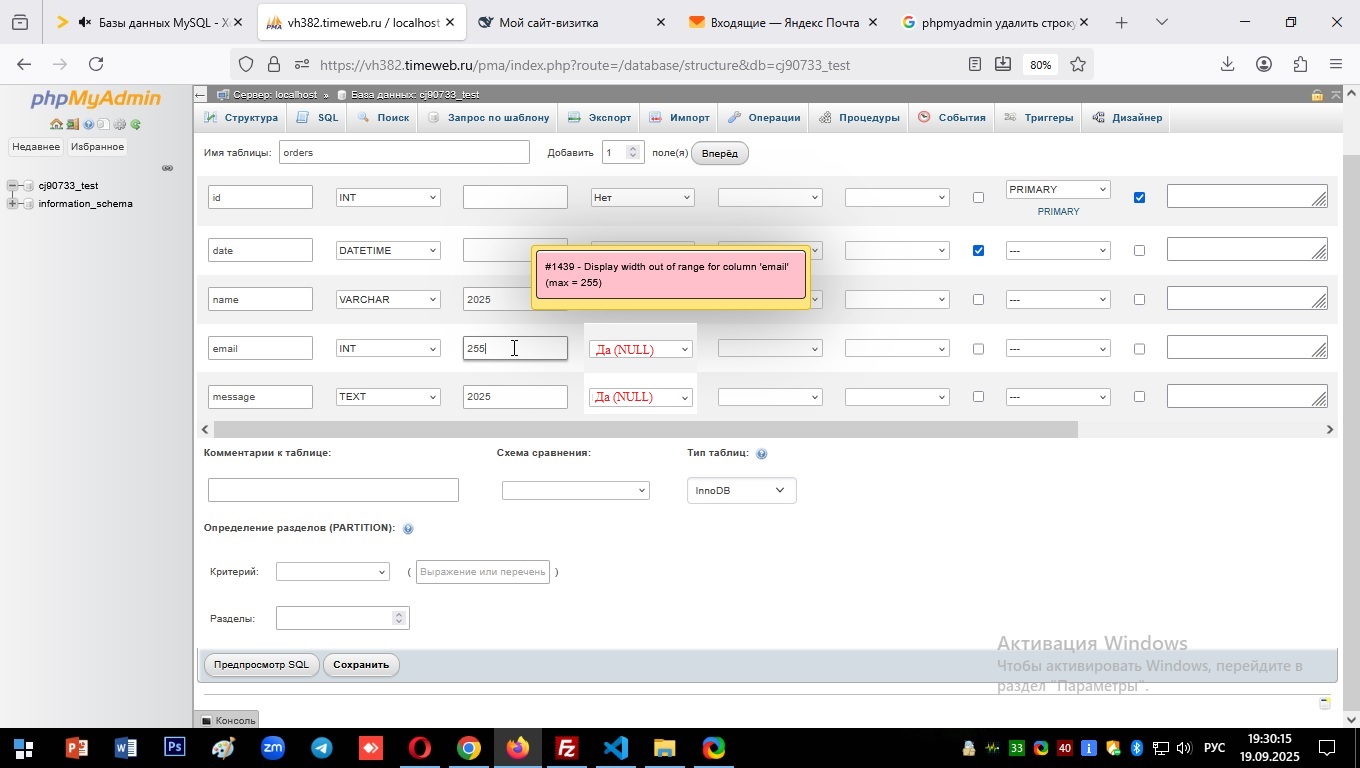 Базы данных MySQL - Хо
vh382.timeweb.ru / localhost
Мой сайт-визитка
Входящие — Яндекс Почта
phpmyadmin удалить строку
https://vh382.timeweb.ru/pma/index.php?route=/database/structure&db=cj90733_test
80%
phpMyAdmin
Недавнее
Избранное
cj90733_test
information_schema
Сервер: localhost » База данных: cj90733_test
Структура
SQL
Поиск
Запрос по шаблону
Экспорт
Импорт
Операции
Процедуры
События
Триггеры
Дизайнер
Имя таблицы: orders Добавить 1 поле(я) Вперёд
id INT Нет PRIMARY
PRIMARY
date DATETIME ---
#1439 - Display width out of range for column 'email'
(max = 255)
name VARCHAR 2025 ---
email INT 255 Да (NULL) ---
message TEXT 2025 Да (NULL) ---
Комментарии к таблице: Схема сравнения: Тип таблиц:
InnoDB
Определение разделов (PARTITION):
Критерий: ( Выражение или перечень )
Разделы:
Предпросмотр SQL Сохранить
Активация Windows
Чтобы активировать Windows, перейдите в
раздел "Параметры".
Консоль
33
40
РУС
19:30:15
19.09.2025